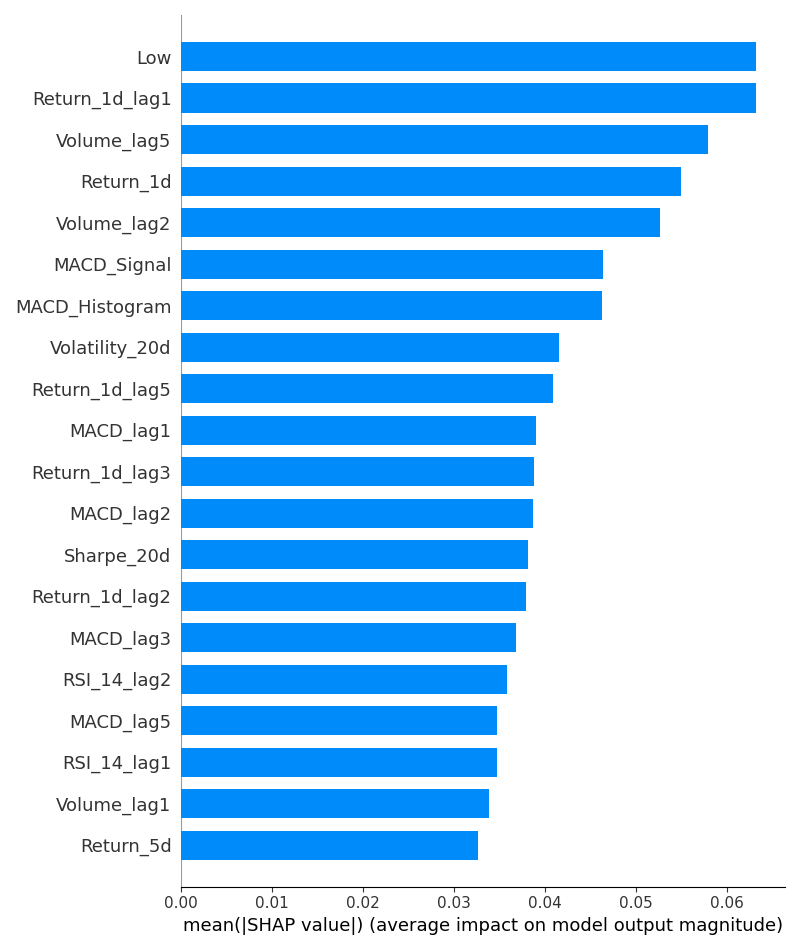 Low
Return_1d_lag1
Volume_lag5
Return_1d
Volume_lag2
MACD_Signal
MACD_Histogram
Volatility_20d
Return_1d_lag5
MACD_lag1
Return_1d_lag3
MACD_lag2
Sharpe_20d
Return_1d_lag2
MACD_lag3
RSI_14_lag2
MACD_lag5
RSI_14_lag1
Volume_lag1
Return_5d
0.00 0.01 0.02 0.03 0.04 0.05 0.06
mean(|SHAP value|) (average impact on model output magnitude)